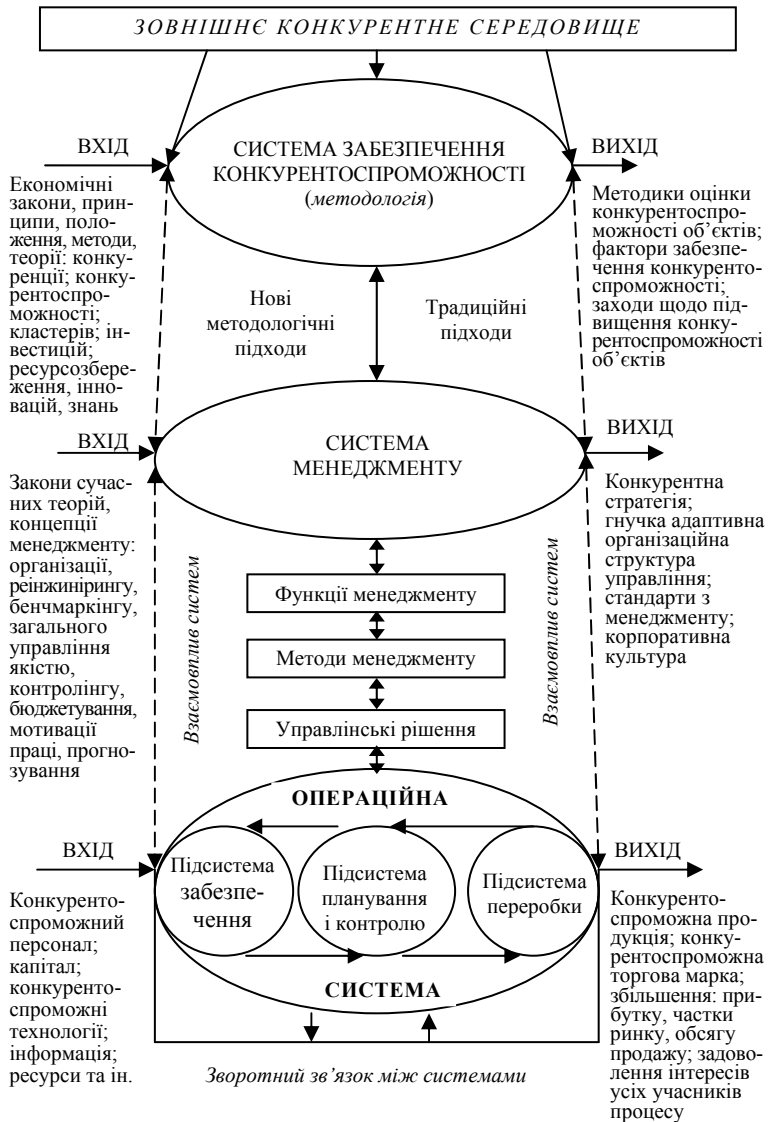 ЗОВНІШНЄ КОНКУРЕНТНЕ СЕРЕДОВИЩЕ
ВХІД
СИСТЕМА ЗАБЕЗПЕЧЕННЯ
КОНКУРЕНТОСПРОМОЖНОСТІ
(методологія)
ВИХІД
Економічні
закони, прин-
ципи, поло-
ження, методи,
теорії: конку-
ренції; конку-
рентоспро-
можності;
кластерів; ін-
вестицій;
ресурсозбере-
ження, інно-
вацій, знань
Методики оцінки
конкурентоспро-
можності об’єктів;
фактори забезпе-
чення конкуренто-
спроможності;
заходи щодо під-
вищення конку-
рентоспроможності
об’єктів
Нові
методологічні
підходи
Традиційні
підходи
ВХІД
СИСТЕМА
МЕНЕДЖМЕНТУ
ВИХІД
Закони сучас-
них теорій,
концепції
менеджменту:
організації,
реінжинірингу,
бенчмаркінгу,
загального
управління
якістю,
контролінгу,
бюджетування,
мотивації
праці, прогно-
зування
Взаємовплив систем
Функції менеджменту
Методи менеджменту
Управлінські рішення
Взаємовплив систем
Конкурентна
стратегія;
гнучка адаптивна
організаційна
структура
управління;
стандарти з
менеджменту;
корпоративна
культура
ВХІД
ОПЕРАЦІЙНА
Підсистема
забезпе-
чення
Підсистема
планування
і контролю
Підсистема
переробки
СИСТЕМА
ВИХІД
Конкуренто-
спроможний
персонал;
капітал;
конкуренто-
спроможні
технології;
інформація;
ресурси та ін.
Конкуренто-
спроможна про-
дукція; конку-
рентоспроможна
торгова марка;
збільшення: при-
бутку, частки
ринку, обсягу
продажу; задово-
лення інтересів
усіх учасників
процесу
Зворотний зв’язок між системами